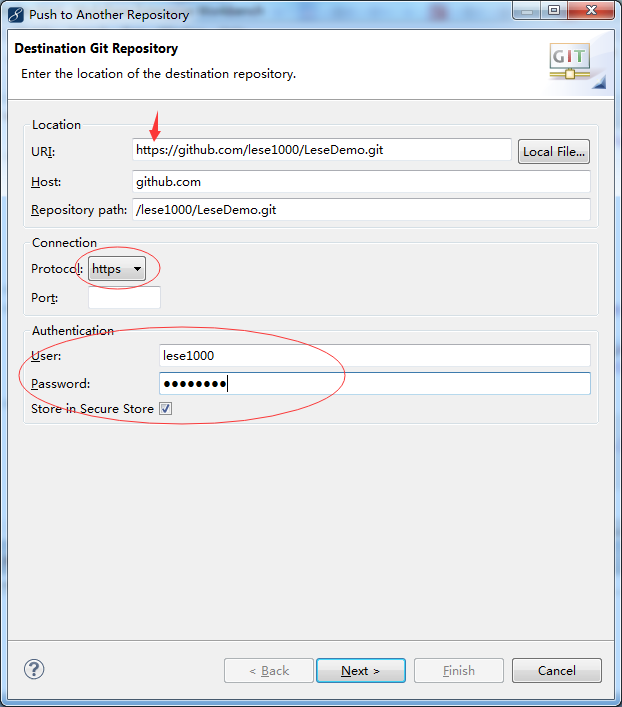 Push to Another Repository
Destination Git Repository
Enter the location of the destination repository.
GIT
Location
URI: https://github.com/lese1000/LeseDemo.git Local File...
Host: github.com
Repository path: /lese1000/LeseDemo.git
Connection
Protocol: https
Port:
Authentication
User: lese1000
Password: ●●●●●●●●
Store in Secure Store
?
< Back Next > Finish Cancel